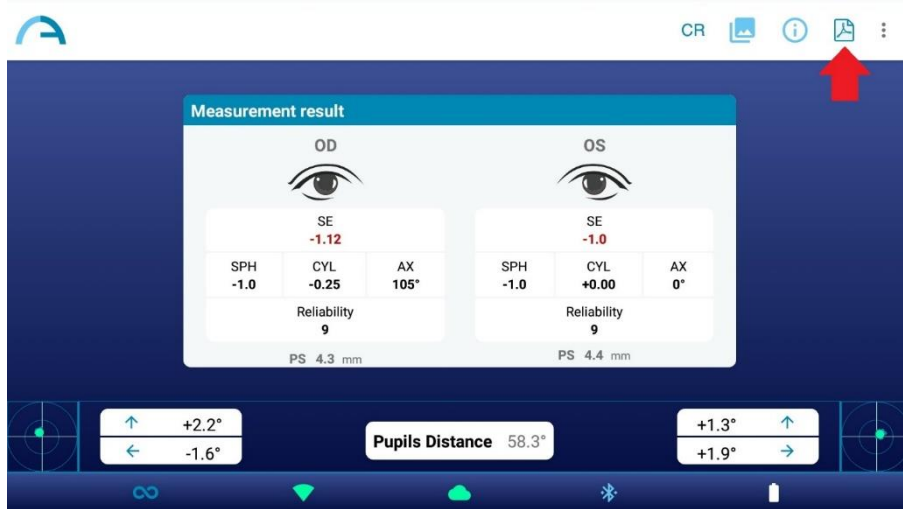 CR
Measurement result
OD OS
SE SE
-1.12 -1.0
SPH CYL AX SPH CYL AX
-1.0 -0.25 105° -1.0 +0.00 0°
Reliability Reliability
9 9
PS 4.3 mm PS 4.4 mm
+2.2° +1.3°
Pupils Distance 58.3°
-1.6° +1.9°